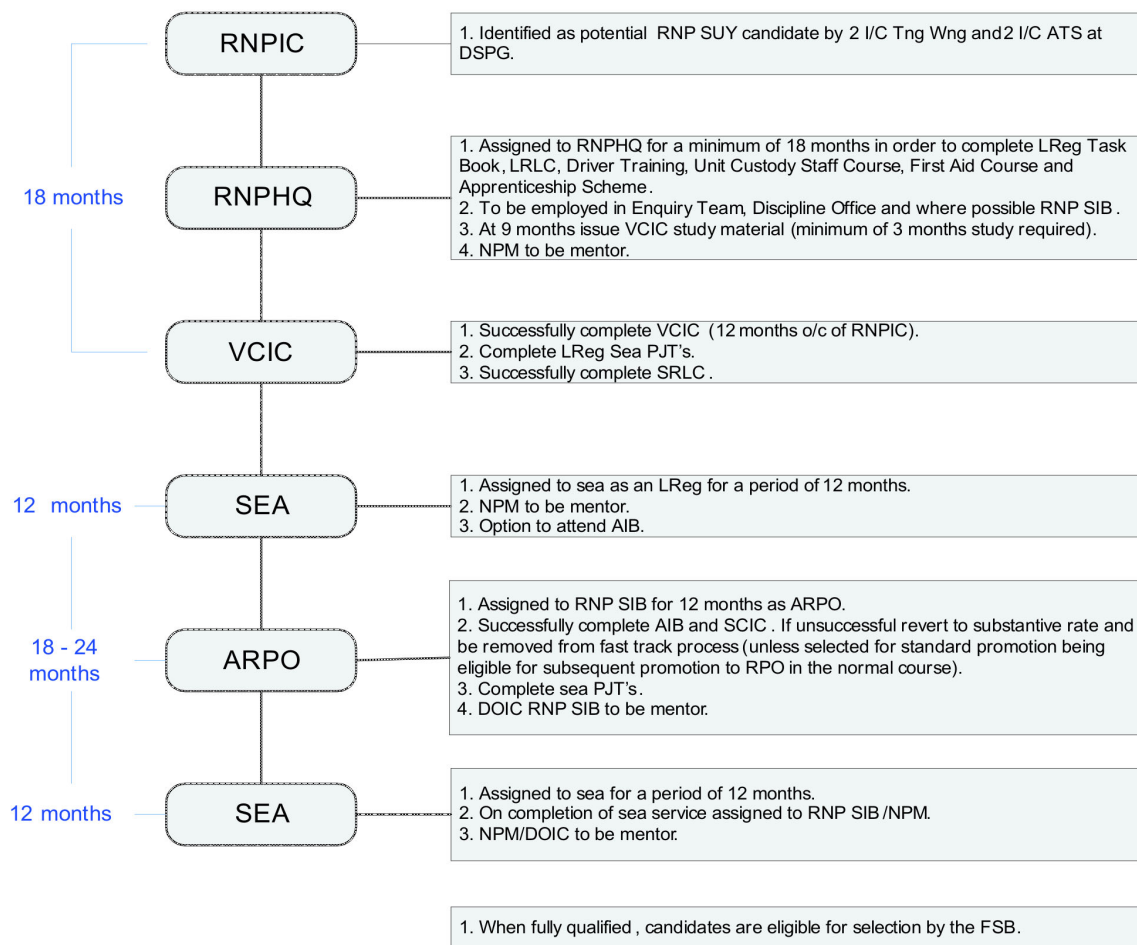 RNPIC
1. Identified as potential RNP SUY candidate by 2 I/C Tng Wng and 2 I/C ATS at
DSPG.
18 months
RNPHQ
1. Assigned to RNPHQ for a minimum of 18 months in order to complete LReg Task
Book, LRLC, Driver Training, Unit Custody Staff Course, First Aid Course and
Apprenticeship Scheme.
2. To be employed in Enquiry Team, Discipline Office and where possible RNP SIB.
3. At 9 months issue VCIC study material (minimum of 3 months study required).
4. NPM to be mentor.
VCIC
1. Successfully complete VCIC (12 months o/c of RNPIC).
2. Complete LReg Sea PJT's.
3. Successfully complete SRLC.
12 months
SEA
1. Assigned to sea as an LReg for a period of 12 months.
2. NPM to be mentor.
3. Option to attend AIB.
18 - 24
months
ARPO
1. Assigned to RNP SIB for 12 months as ARPO.
2. Successfully complete AIB and SCIC. If unsuccessful revert to substantive rate and
be removed from fast track process (unless selected for standard promotion being
eligible for subsequent promotion to RPO in the normal course).
3. Complete sea PJT's.
4. DOIC RNP SIB to be mentor.
12 months
SEA
1. Assigned to sea for a period of 12 months.
2. On completion of sea service assigned to RNP SIB/NPM.
3. NPM/DOIC to be mentor.
1. When fully qualified, candidates are eligible for selection by the FSB.